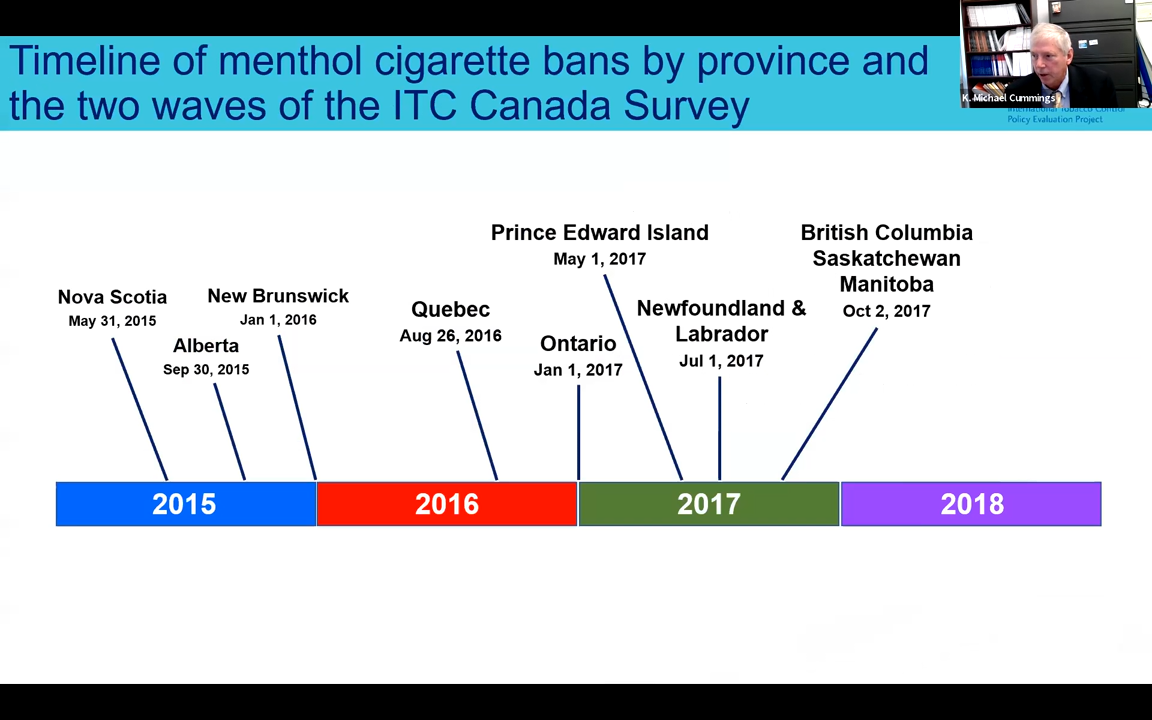 Timeline of menthol cigarette bans by province and
the two waves of the ITC Canada Survey
K. Michael Cummings
International Tobacco Control
Policy Evaluation Project
Prince Edward Island
May 1, 2017
British Columbia
Saskatchewan
Manitoba
Oct 2, 2017
Nova Scotia
May 31, 2015
New Brunswick
Jan 1, 2016
Alberta
Sep 30, 2015
Quebec
Aug 26, 2016
Ontario
Jan 1, 2017
Newfoundland &
Labrador
Jul 1, 2017
2015
2016
2017
2018